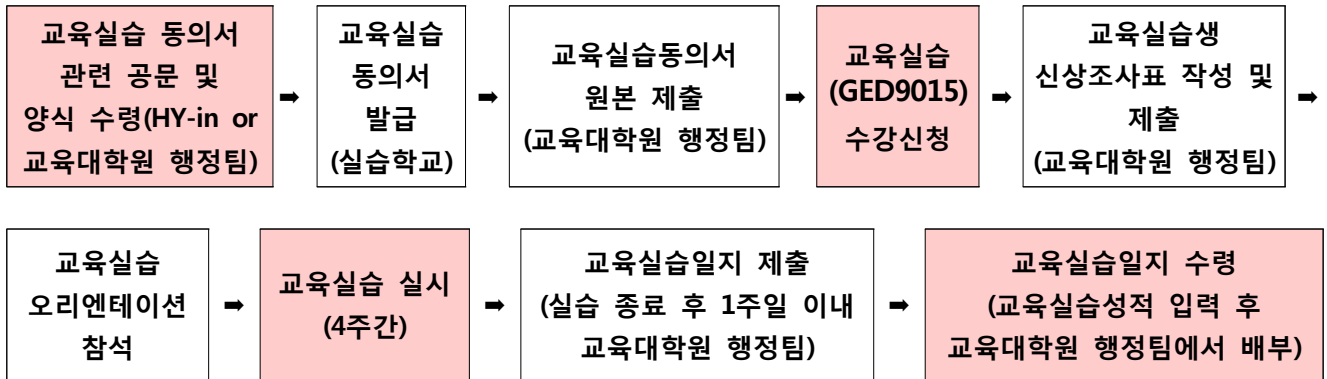 교육실습 동의서
관련 공문 및
양식 수령(HY-in or
교육대학원 행정팀)
➡
교육실습
동의서
발급
(실습학교)
➡
교육실습동의서
원본 제출
(교육대학원 행정팀)
➡
교육실습
(GED9015)
수강신청
➡
교육실습생
신상조사표 작성 및
제출
(교육대학원 행정팀)
➡
교육실습
오리엔테이션
참석
➡
교육실습 실시
(4주간)
➡
교육실습일지 제출
(실습 종료 후 1주일 이내
교육대학원 행정팀)
➡
교육실습일지 수령
(교육실습성적 입력 후
교육대학원 행정팀에서 배부)